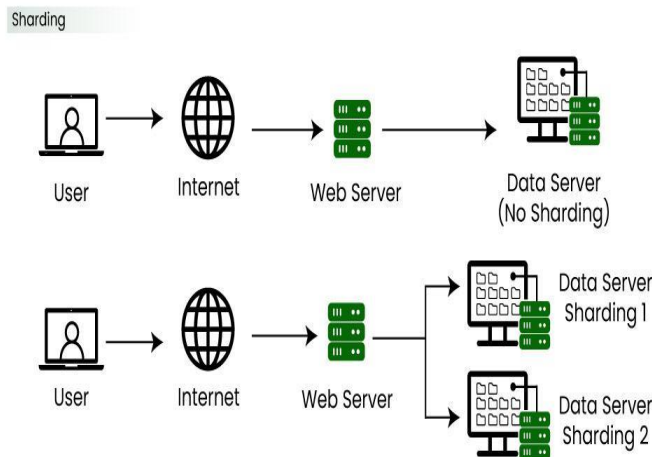 Sharding
User
Internet
Web Server
Data Server
(No Sharding)
User
Internet
Web Server
Data Server
Sharding 1
Data Server
Sharding 2